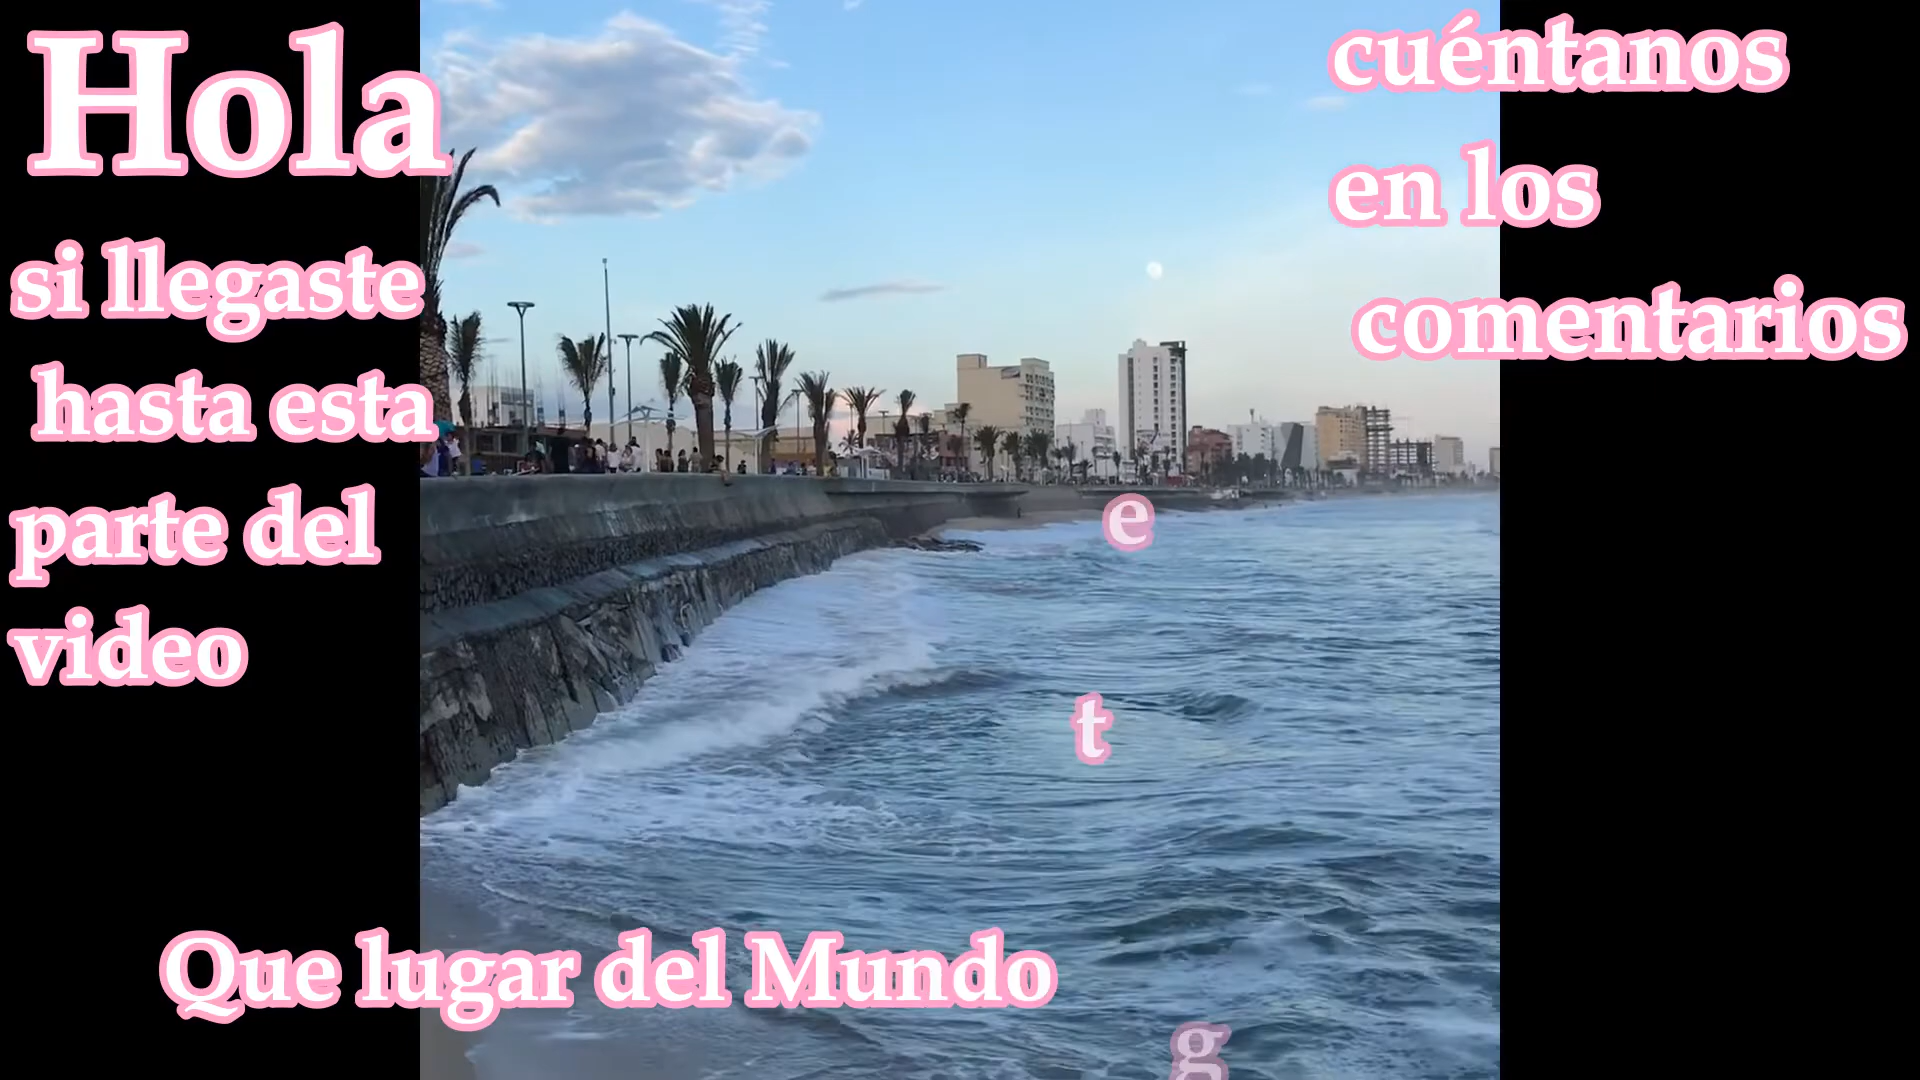 Hola
si llegaste
hasta esta
parte del
video
cuéntanos
en los
comentarios
e
t
Que lugar del Mundo
g